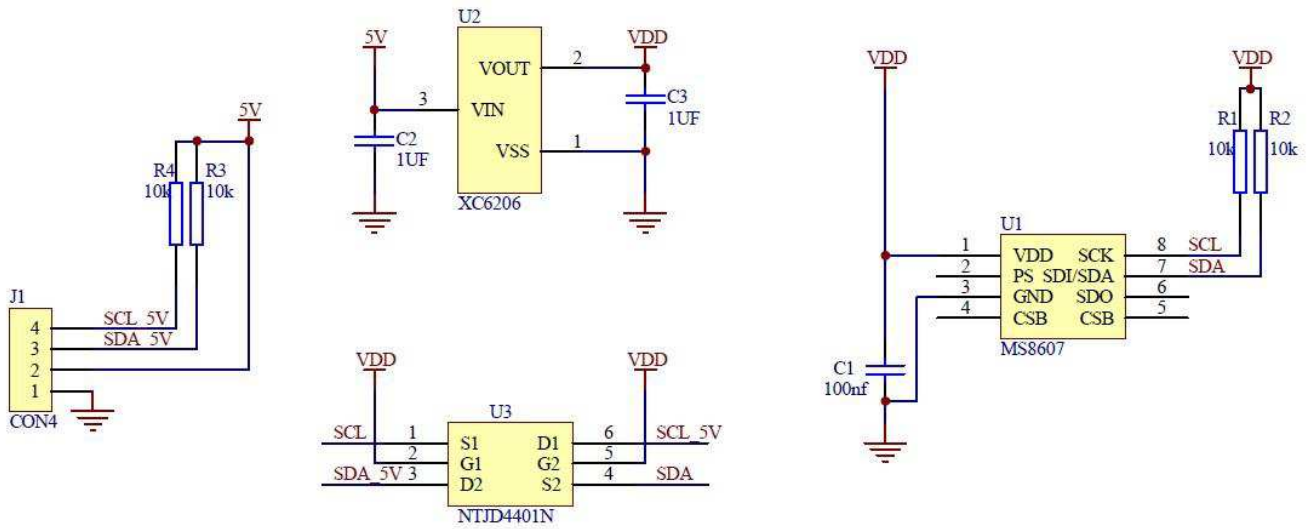 5V
R4
10k
R3
10k
J1
4
SCL_5V
3
SDA_5V
2
1
CON4
U2
5V
VDD
VOUT
2
3
VIN
C3
1UF
C2
1UF
VSS
1
XC6206
VDD
VDD
U3
SCL
1
S1
D1
6
SCL_5V
2
G1
G2
5
SDA_5V
3
D2
S2
4
SDA
NTJD4401N
VDD
VDD
R1
10k
R2
10k
U1
1
VDD
SCK
8
SCL
2
PS
SDI/SDA
7
SDA
3
GND
SDO
6
4
CSB
CSB
5
MS8607
C1
100nf